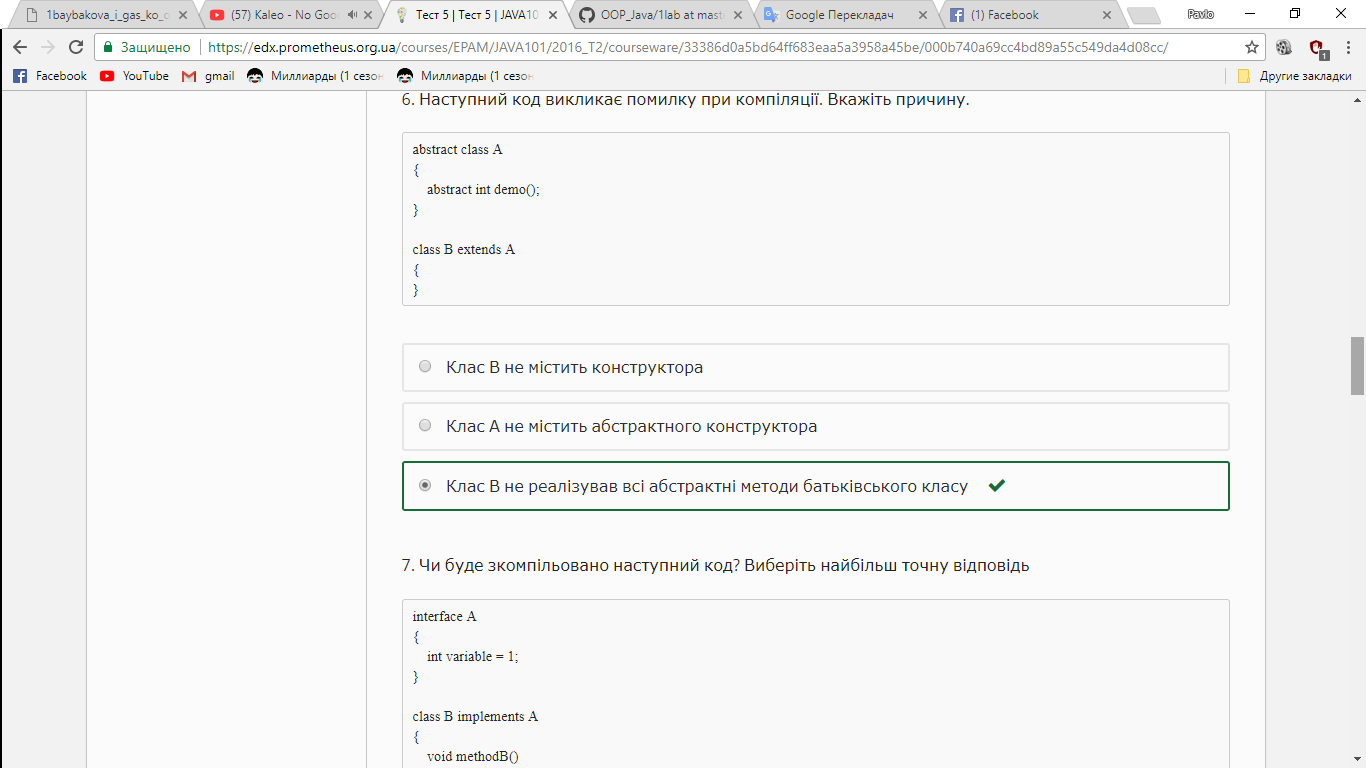 1baybakova_i_gas_ko_o
(57) Kaleo - No Goo
Тест 5 | Тест 5 | JAVA10
OOP_Java/1lab at mast
Google Перекладач
(1) Facebook
Pavlo
Защищено
https://edx.prometheus.org.ua/courses/EPAM/JAVA101/2016_T2/courseware/33386d0a5bd64ff683eaa5a3958a45be/000b740a69cc4bd89a55c549da4d08cc/
1
Facebook
YouTube
gmail
Миллиарды (1 сезон
Миллиарды (1 сезон
Другие закладки
6. Наступний код викликає помилку при компіляції. Вкажіть причину.
abstract class A
{
abstract int demo();
}
class B extends A
{
}
Клас B не містить конструктора
Клас A не містить абстрактного конструктора
Клас B не реалізував всі абстрактні методи батьківського класу
7. Чи буде зкомпільовано наступний код? Виберіть найбільш точну відповідь
interface A
{
int variable = 1;
}
class B implements A
{
void methodB()